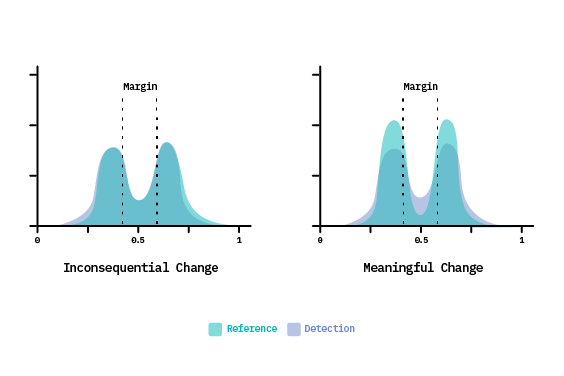 Margin
0
0.5
1
Inconsequential Change
Margin
0
0.5
1
Meaningful Change
Reference
Detection